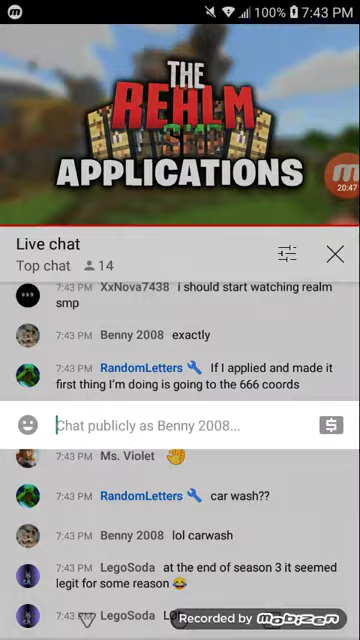 7:43 PM
100%
THE
REALM
SMP
APPLICATIONS
20:47
Live chat
Top chat 14
7:43 PM XxNova7438 i should start watching realm
smp
7:43 PM Benny 2008 exactly
7:43 PM RandomLetters If I applied and made it
first thing I'm doing is going to the 666 coords
Chat publicly as Benny 2008...
7:43 PM Ms. Violet 👋
7:43 PM RandomLetters car wash??
7:43 PM Benny 2008 lol carwash
7:43 PM LegoSoda at the end of season 3 it seemed
legit for some reason 😂
7:43 PM LegoSoda
Recorded by mobizen